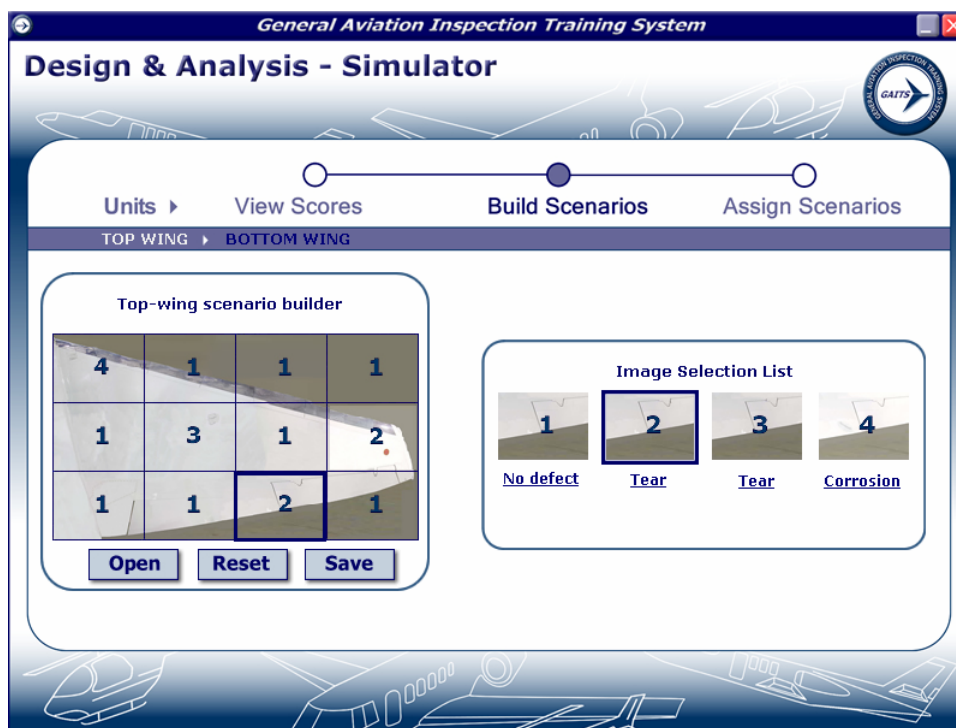 General Aviation Inspection Training System
Design & Analysis - Simulator
GENERAL AVIATION INSPECTION TRAINING SYSTEM
GAITS
Units View Scores Build Scenarios Assign Scenarios
TOP WING BOTTOM WING
Top-wing scenario builder
4 1 1 1
1 3 1 2
1 1 2 1
Open Reset Save
Image Selection List
1 2 3 4
No defect Tear Tear Corrosion